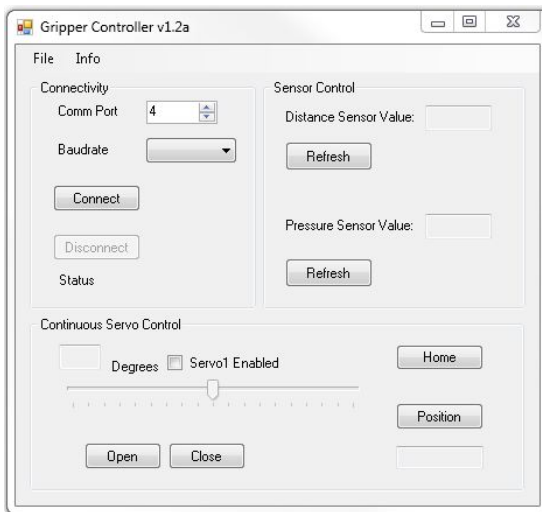 Gripper Controller v1.2a
File Info
Connectivity
Comm Port 4
Baudrate
Connect
Disconnect
Status
Sensor Control
Distance Sensor Value:
Refresh
Pressure Sensor Value:
Refresh
Continuous Servo Control
Degrees Servo1 Enabled
Home
Position
Open Close